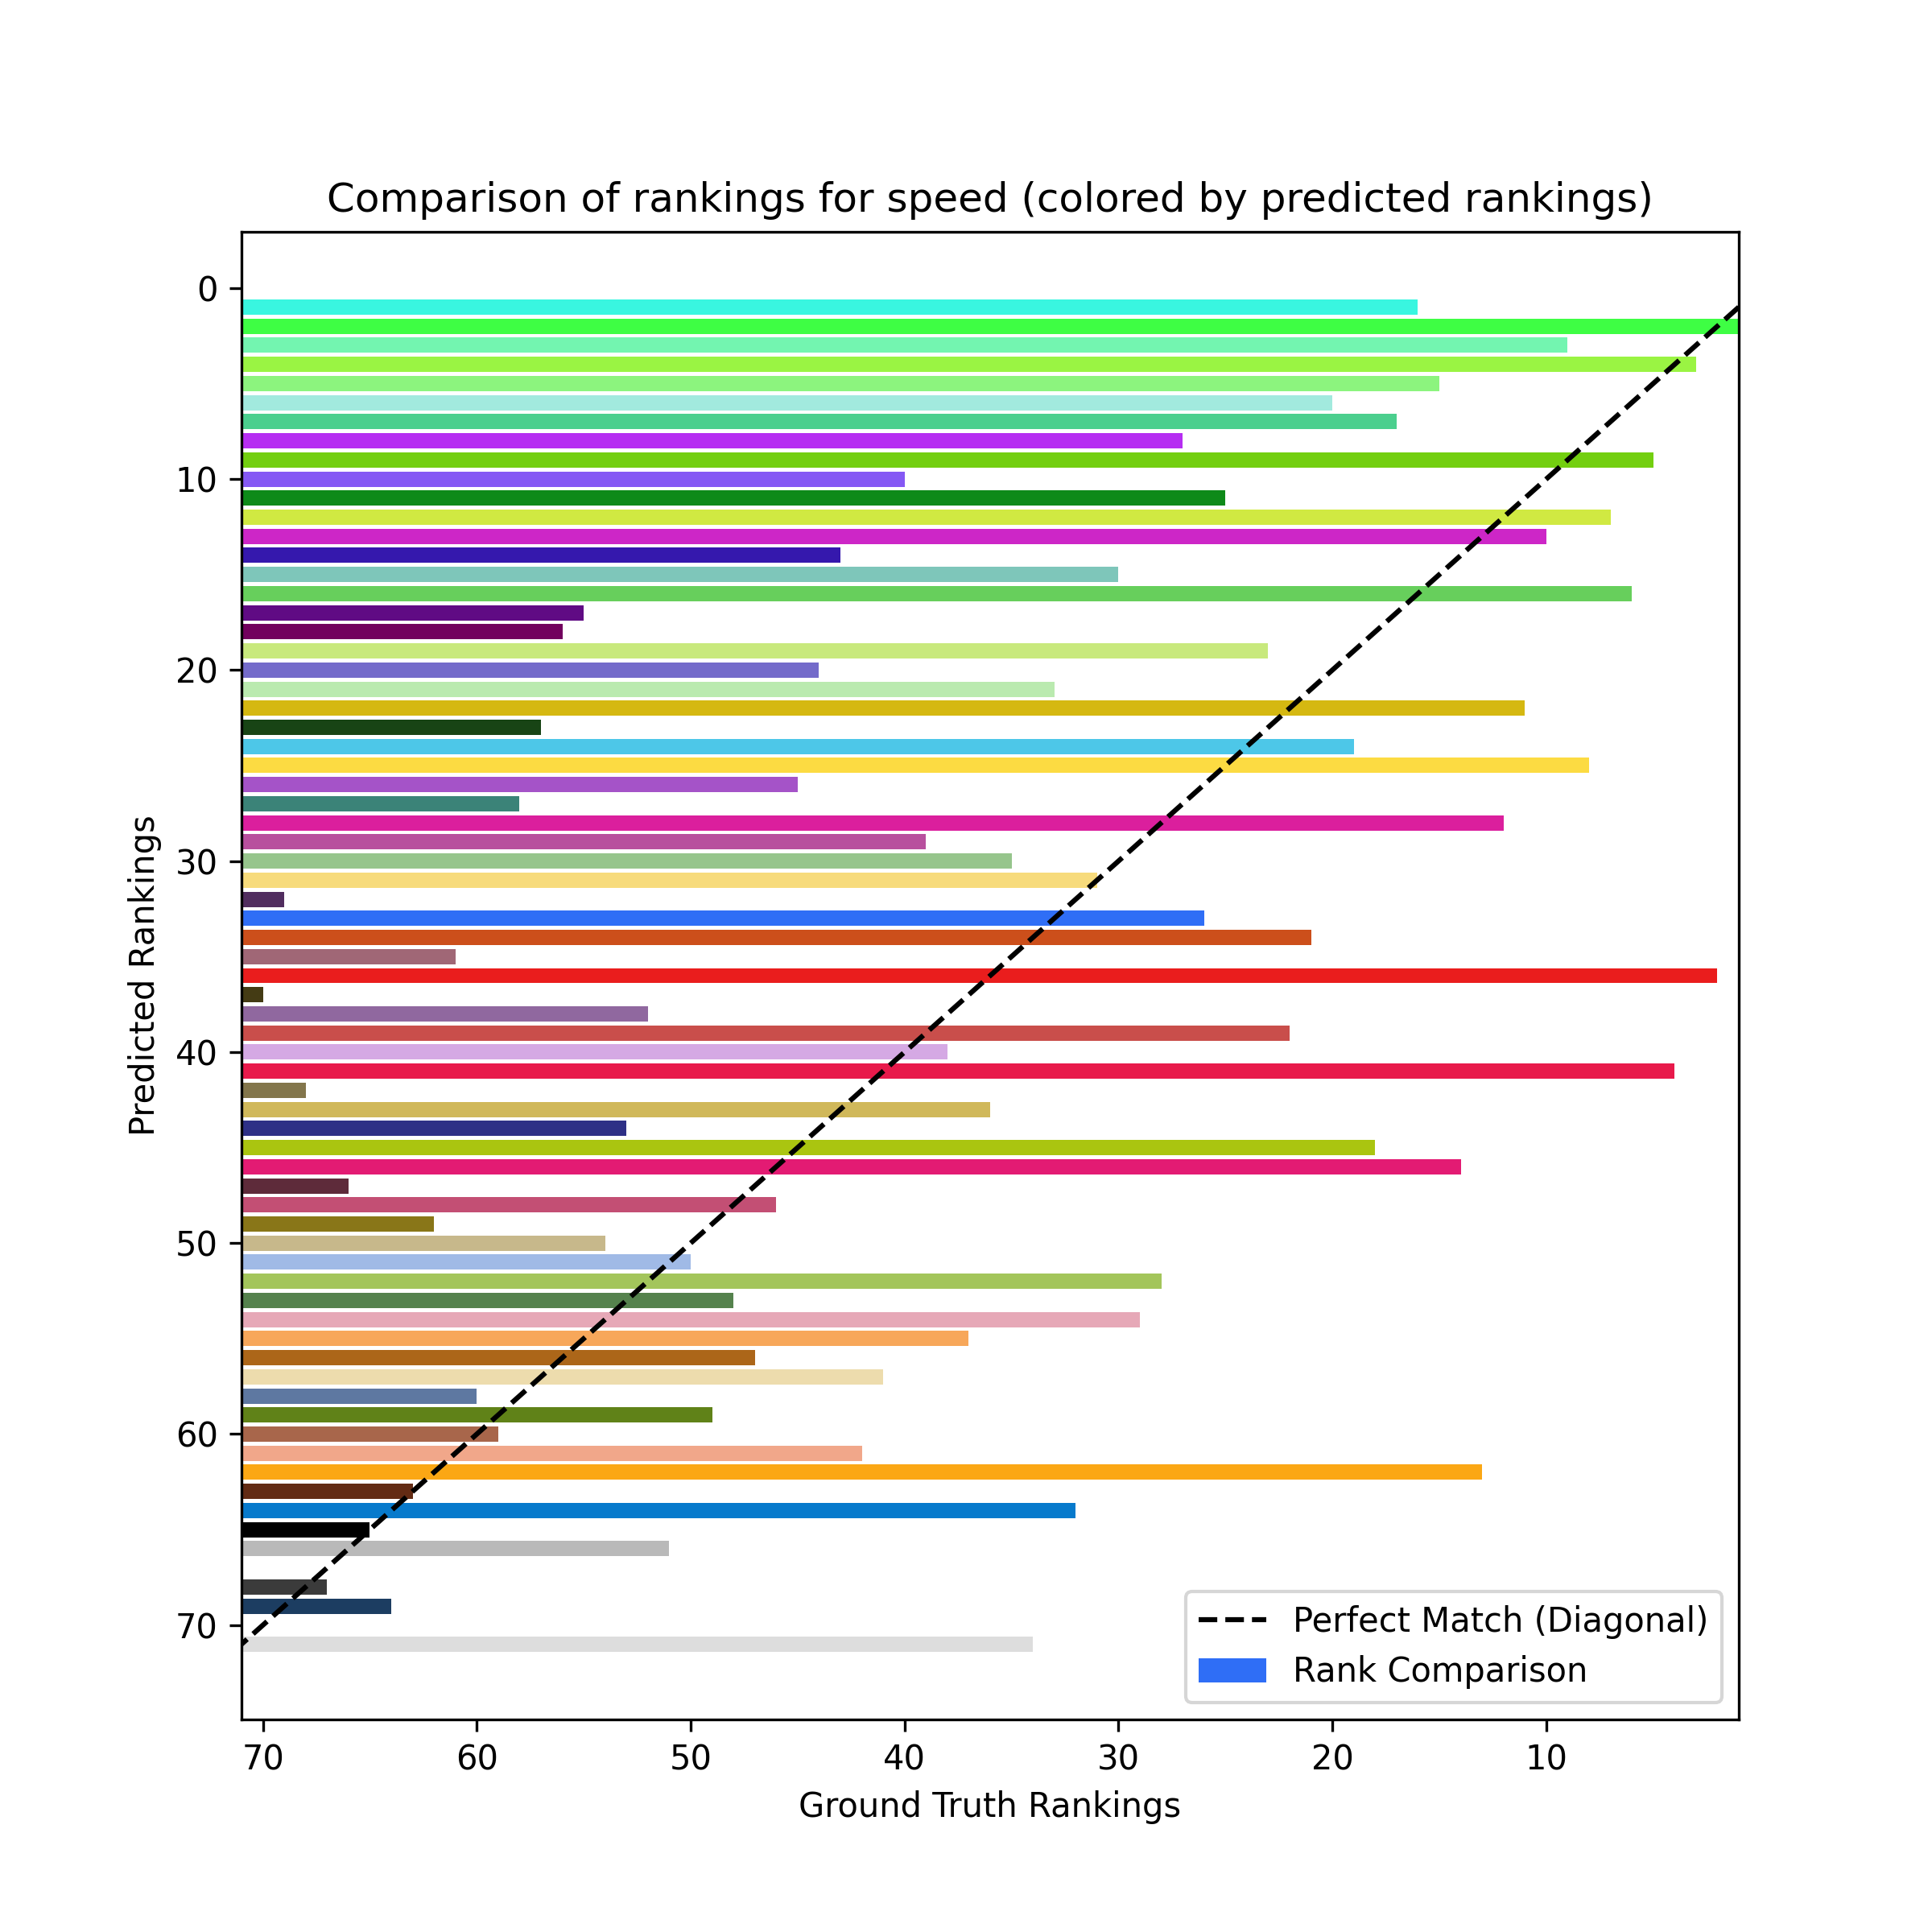 Comparison of rankings for speed (colored by predicted rankings)
0
10
20
30
40
50
60
70
Predicted Rankings
Perfect Match (Diagonal)
Rank Comparison
70 60 50 40 30 20 10
Ground Truth Rankings